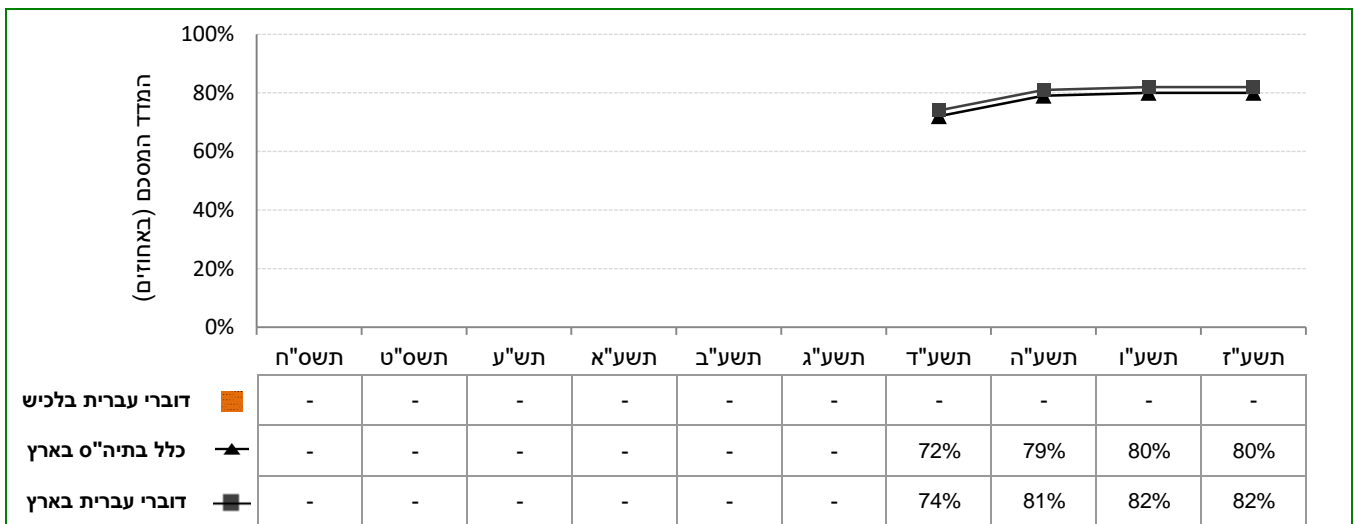 100%
80%
60%
40%
20%
0%
המדד המסכם (באחוזים)
תשס"ח תשס"ט תש"ע תשע"א תשע"ב תשע"ג תשע"ד תשע"ה תשע"ו תשע"ז
דוברי עברית בלכיש - - - - - - - - - -
כלל בתיה"ס בארץ - - - - - - 72% 79% 80% 80%
דוברי עברית בארץ - - - - - - 74% 81% 82% 82%